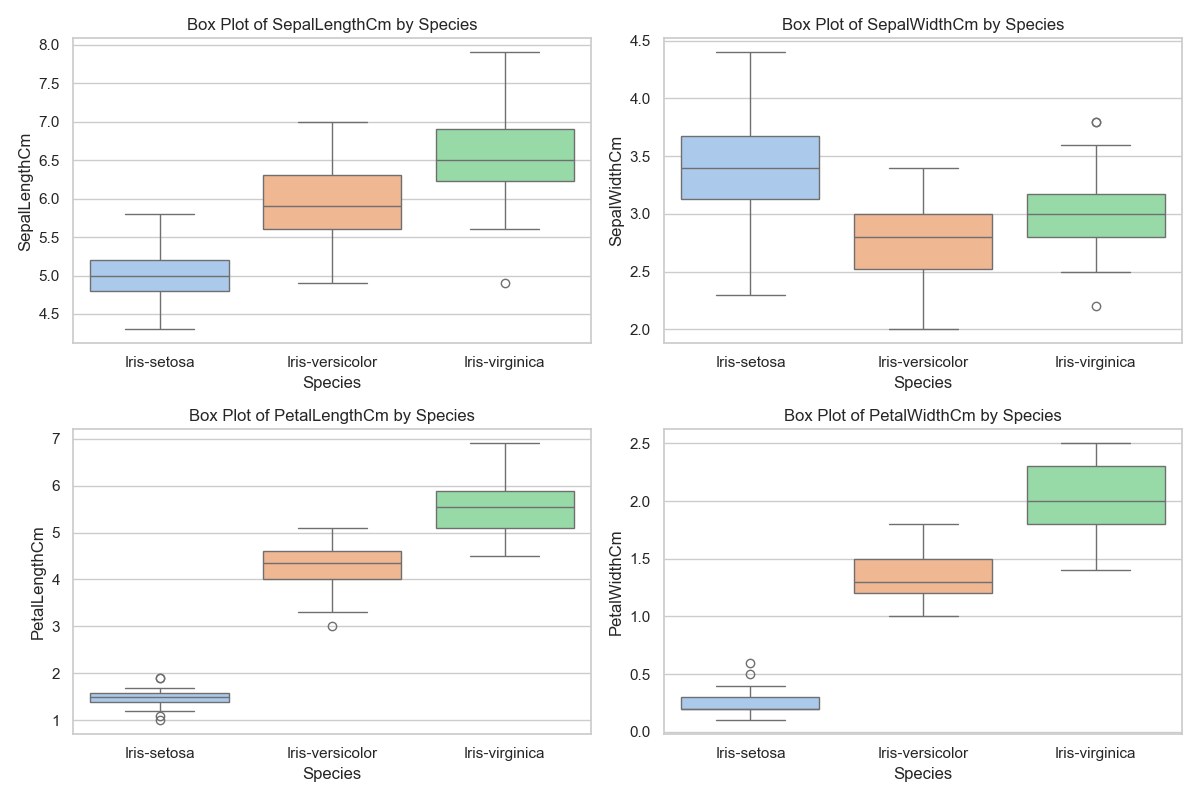 Box Plot of SepalLengthCm by Species
8.0
7.5
7.0
6.5
6.0
5.5
5.0
4.5
SepalLengthCm
Iris-setosa Iris-versicolor Iris-virginica
Species
Box Plot of SepalWidthCm by Species
4.5
4.0
3.5
3.0
2.5
2.0
SepalWidthCm
Iris-setosa Iris-versicolor Iris-virginica
Species
Box Plot of PetalLengthCm by Species
7
6
5
4
3
2
1
PetalLengthCm
Iris-setosa Iris-versicolor Iris-virginica
Species
Box Plot of PetalWidthCm by Species
2.5
2.0
1.5
1.0
0.5
0.0
PetalWidthCm
Iris-setosa Iris-versicolor Iris-virginica
Species